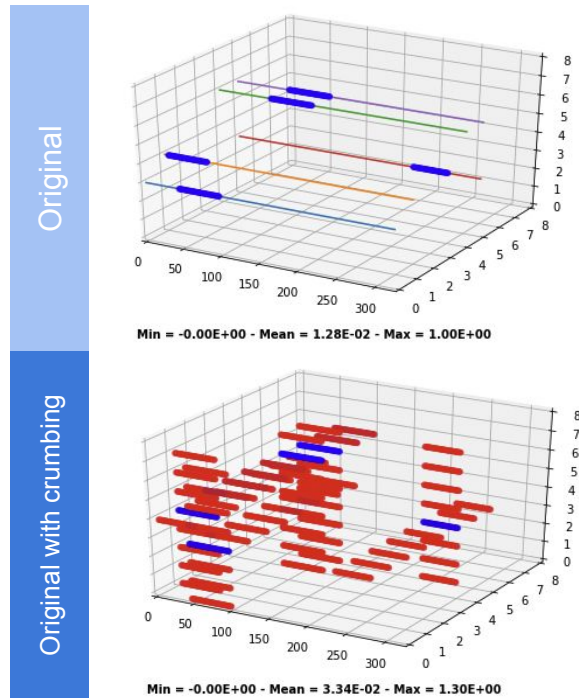 Original
8
7
6
5
4
3
2
1
0
0 50 100 150 200 250 300
0 1 2 3 4 5 6 7 8
Min = -0.00E+00 - Mean = 1.28E-02 - Max = 1.00E+00
Original with crumbing
8
7
6
5
4
3
2
1
0
0 50 100 150 200 250 300
0 1 2 3 4 5 6 7 8
Min = -0.00E+00 - Mean = 3.34E-02 - Max = 1.30E+00